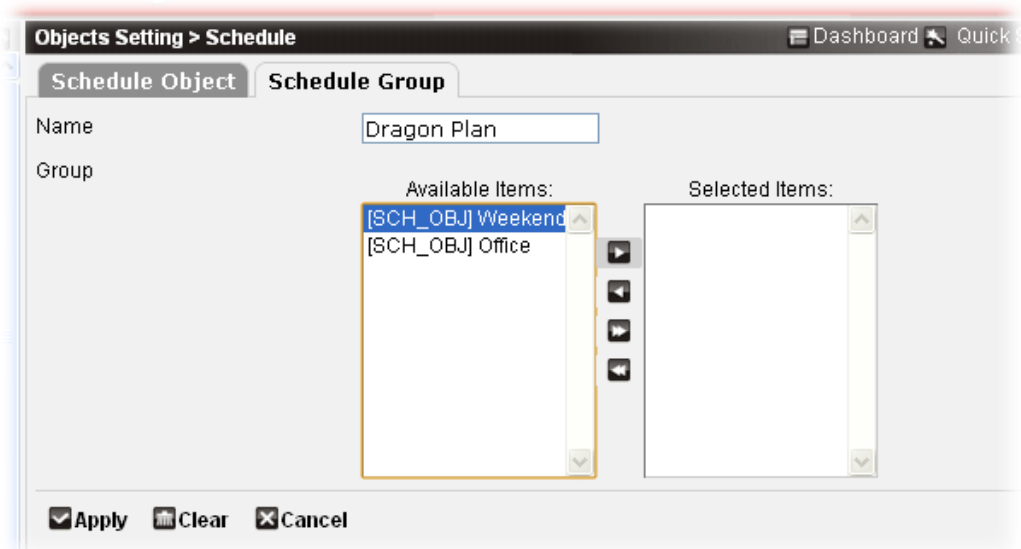 Objects Setting > Schedule
Dashboard
Quick
Schedule Object
Schedule Group
Name
Dragon Plan
Group
Available Items:
Selected Items:
[SCH_OBJ] Weekend
[SCH_OBJ] Office
Apply
Clear
Cancel